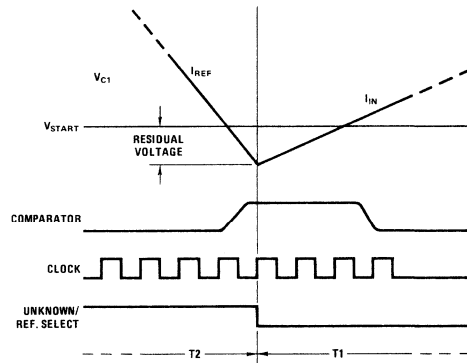 V_C1
I_REF
I_IN
V_START
RESIDUAL
VOLTAGE
COMPARATOR
CLOCK
UNKNOWN/
REF. SELECT
T2
T1